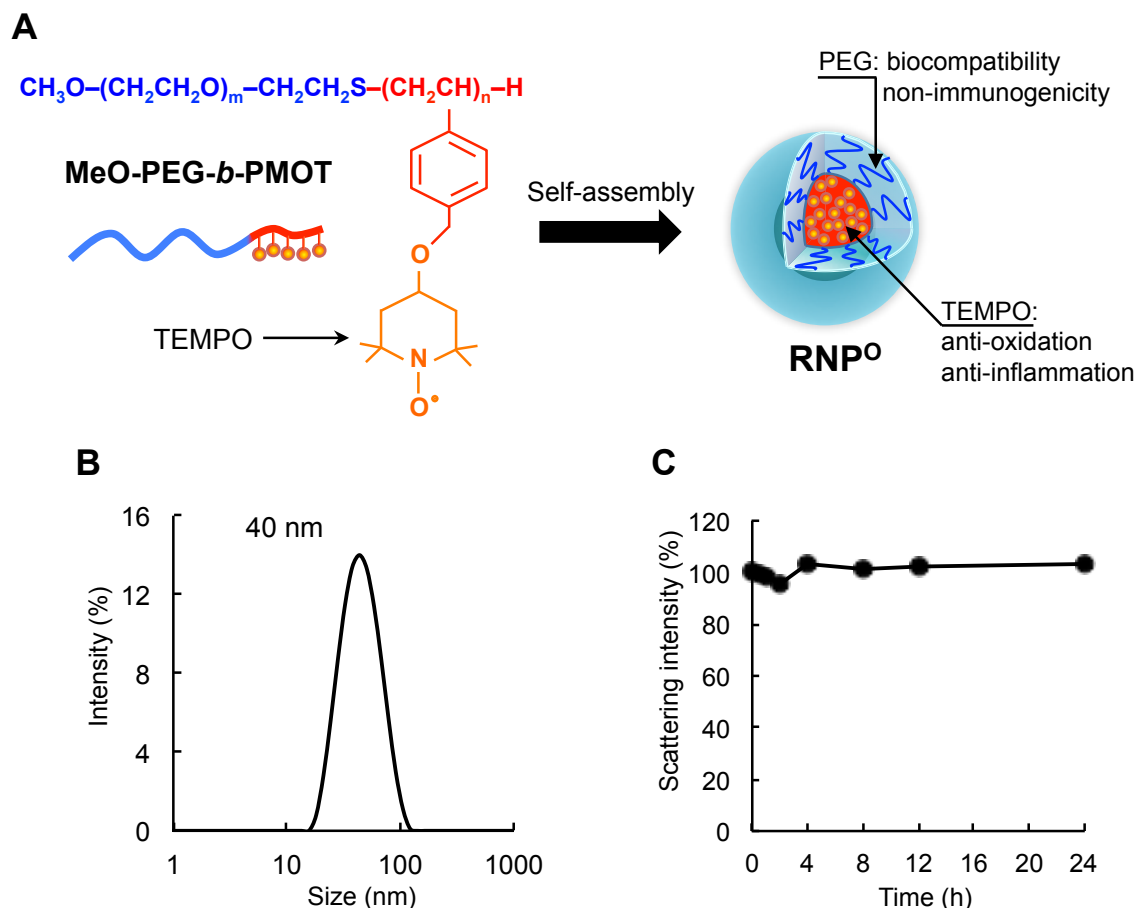 A
CH₃O–(CH₂CH₂O)ₘ–CH₂CH₂S–(CH₂CH)ₙ–H
MeO-PEG-b-PMOT
O
TEMPO
N
O•
Self-assembly
PEG: biocompatibility
non-immunogenicity
TEMPO:
anti-oxidation
anti-inflammation
RNPᴼ
B
40 nm
Intensity (%)
16
12
8
4
0
1 10 100 1000
Size (nm)
C
Scattering intensity (%)
120
100
80
60
40
20
0
0 4 8 12 16 20 24
Time (h)